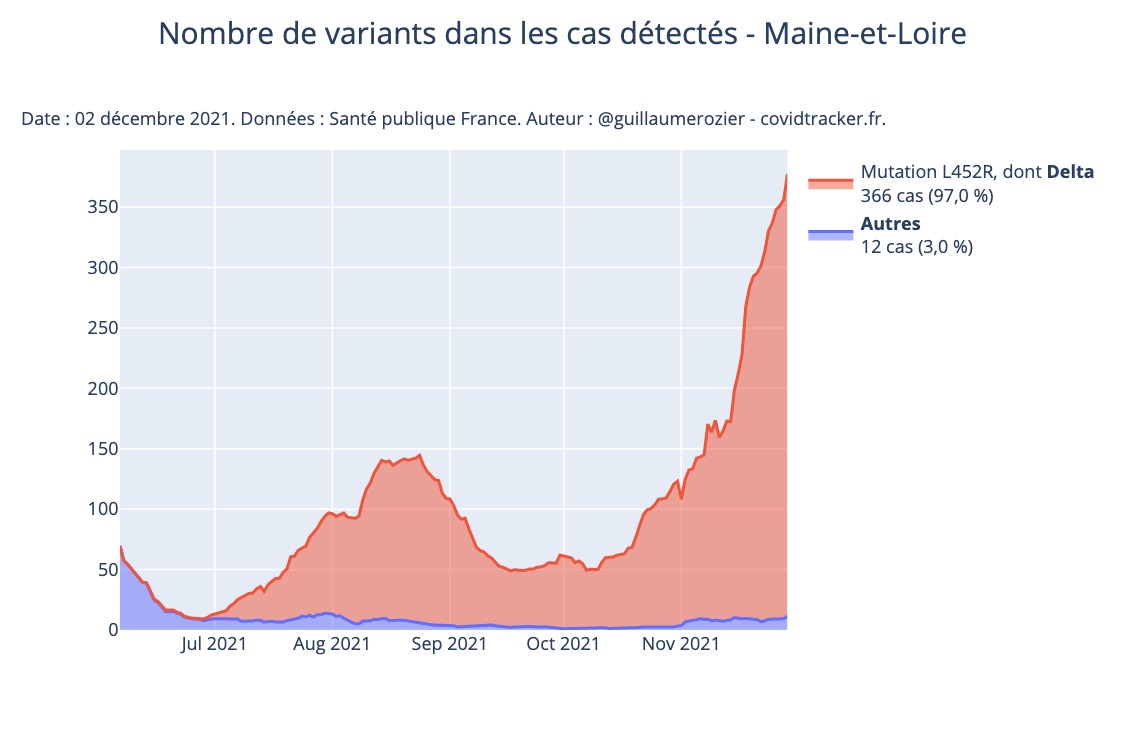 Nombre de variants dans les cas détectés - Maine-et-Loire
Date : 02 décembre 2021. Données : Santé publique France. Auteur : @guillaumerozier - covidtracker.fr.
Mutation L452R, dont Delta
366 cas (97,0 %)
Autres
12 cas (3,0 %)
350
300
250
200
150
100
50
0
Jul 2021
Aug 2021
Sep 2021
Oct 2021
Nov 2021